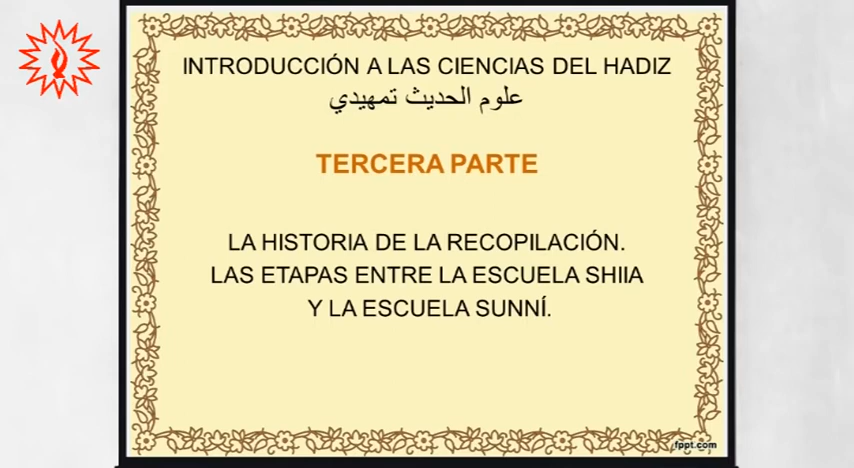 INTRODUCCIÓN A LAS CIENCIAS DEL HADIZ
علوم الحديث تمهيدي
TERCERA PARTE
LA HISTORIA DE LA RECOPILACIÓN.
LAS ETAPAS ENTRE LA ESCUELA SHIIA
Y LA ESCUELA SUNNÍ.
fppt.com